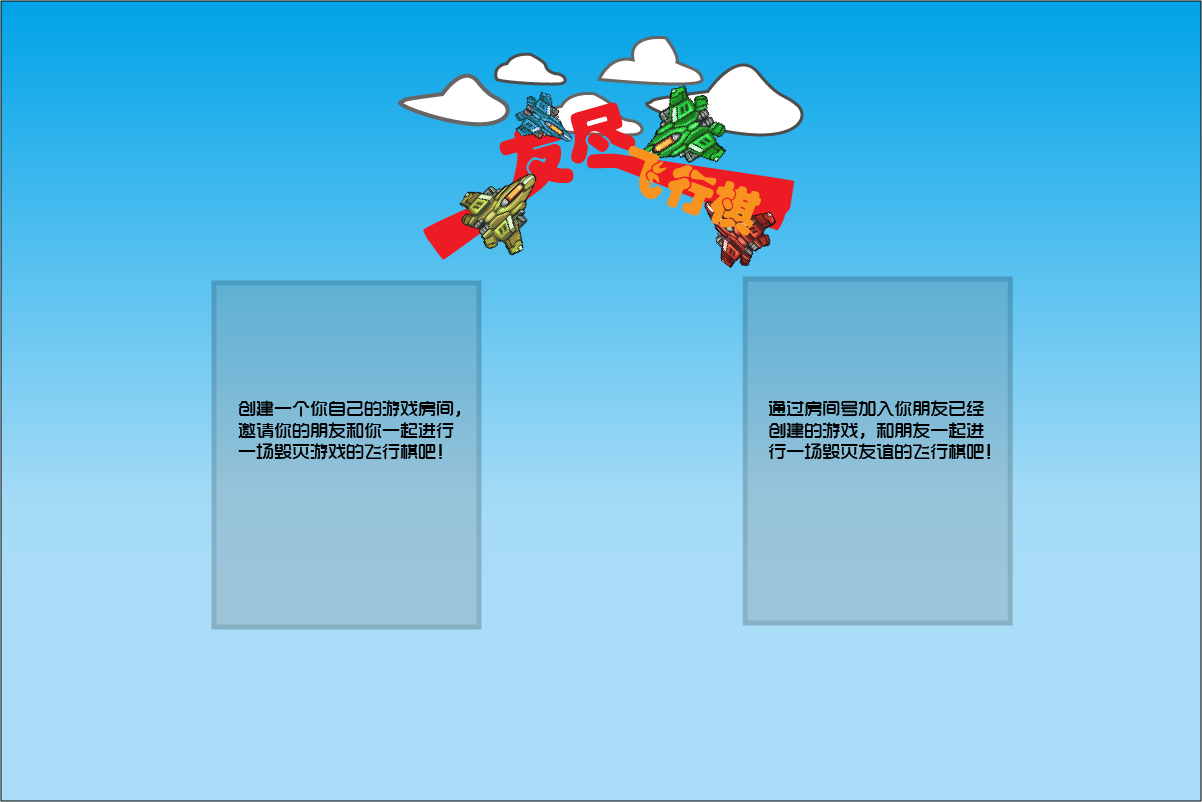 友尽
飞行棋
创建一个你自己的游戏房间，
邀请你的朋友和你一起进行
一场毁灭游戏的飞行棋吧！
通过房间号加入你朋友已经
创建的游戏，和朋友一起进
行一场毁灭友谊的飞行棋吧！